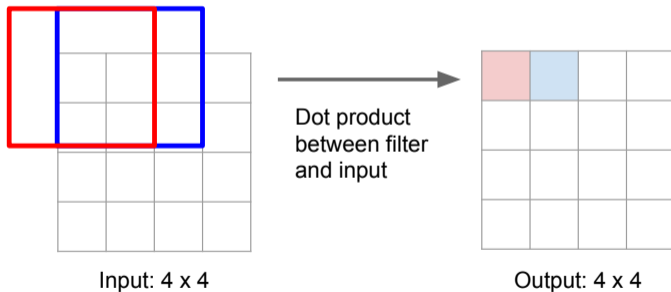 Dot product
between filter
and input
Input: 4 x 4
Output: 4 x 4